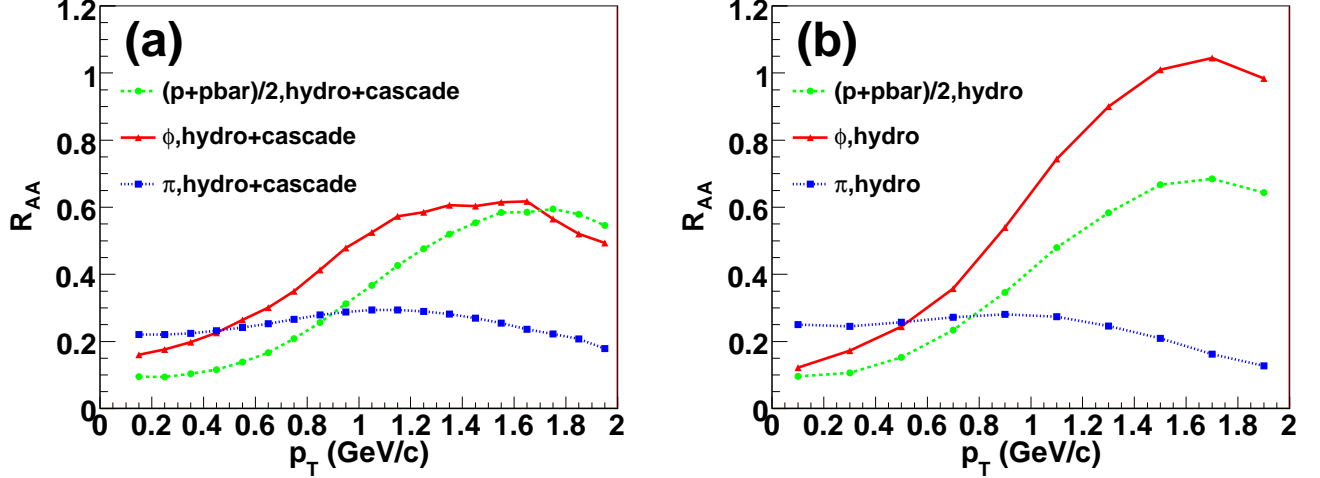 (a)
(p+pbar)/2,hydro+cascade
ϕ,hydro+cascade
π,hydro+cascade
R_AA
1.2
1
0.8
0.6
0.4
0.2
0
0 0.2 0.4 0.6 0.8 1 1.2 1.4 1.6 1.8 2
p_T (GeV/c)
(b)
(p+pbar)/2,hydro
ϕ,hydro
π,hydro
R_AA
1.2
1
0.8
0.6
0.4
0.2
0
0 0.2 0.4 0.6 0.8 1 1.2 1.4 1.6 1.8 2
p_T (GeV/c)